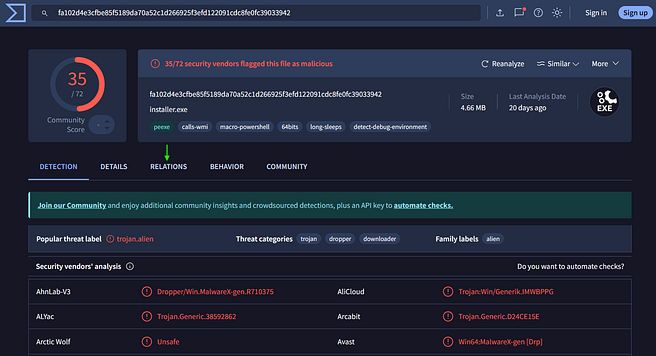 fa102d4e3cfbe85f5189da70a52c1d266925f3efd122091cdc8fe0fc39033942
Sign in
Sign up
35
/ 72
Community
Score
35/72 security vendors flagged this file as malicious
Reanalyze
Similar
More
fa102d4e3cfbe85f5189da70a52c1d266925f3efd122091cdc8fe0fc39033942
installer.exe
Size
4.66 MB
Last Analysis Date
20 days ago
EXE
peexe calls-wmi macro-powershell 64bits long-sleeps detect-debug-environment
DETECTION DETAILS RELATIONS BEHAVIOR COMMUNITY
Join our Community and enjoy additional community insights and crowdsourced detections, plus an API key to automate checks.
Popular threat label trojan.alien Threat categories trojan dropper downloader Family labels alien
Security vendors' analysis Do you want to automate checks?
AhnLab-V3 Dropper/Win.MalwareX-gen.R710375 AliCloud Trojan:Win/Generik.IMWBPPG
ALYac Trojan.Generic.38592862 Arcabit Trojan.Generic.D24CE15E
Arctic Wolf Unsafe Avast Win64:MalwareX-gen [Drp]